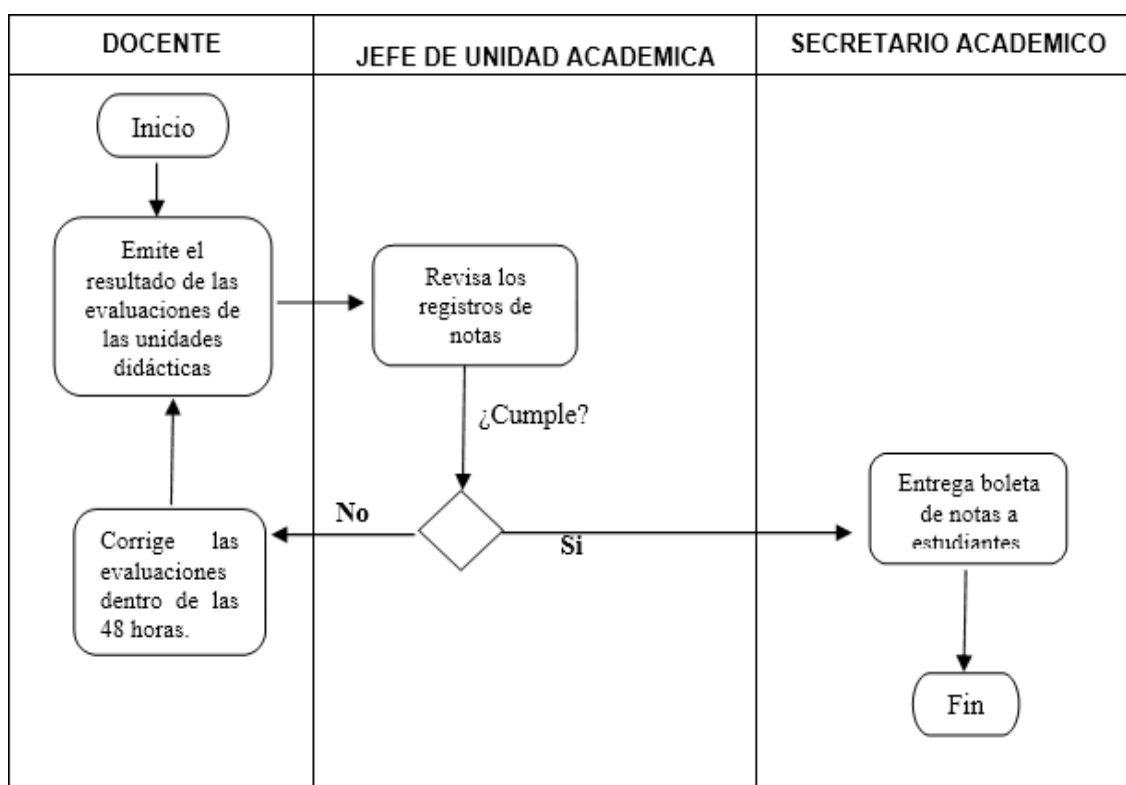 DOCENTE
JEFE DE UNIDAD ACADEMICA
SECRETARIO ACADEMICO
Inicio
Emite el
resultado de las
evaluaciones de
las unidades
didácticas
Revisa los
registros de
notas
¿Cumple?
No
Si
Corrige las
evaluaciones
dentro de las
48 horas.
Entrega boleta
de notas a
estudiantes
Fin